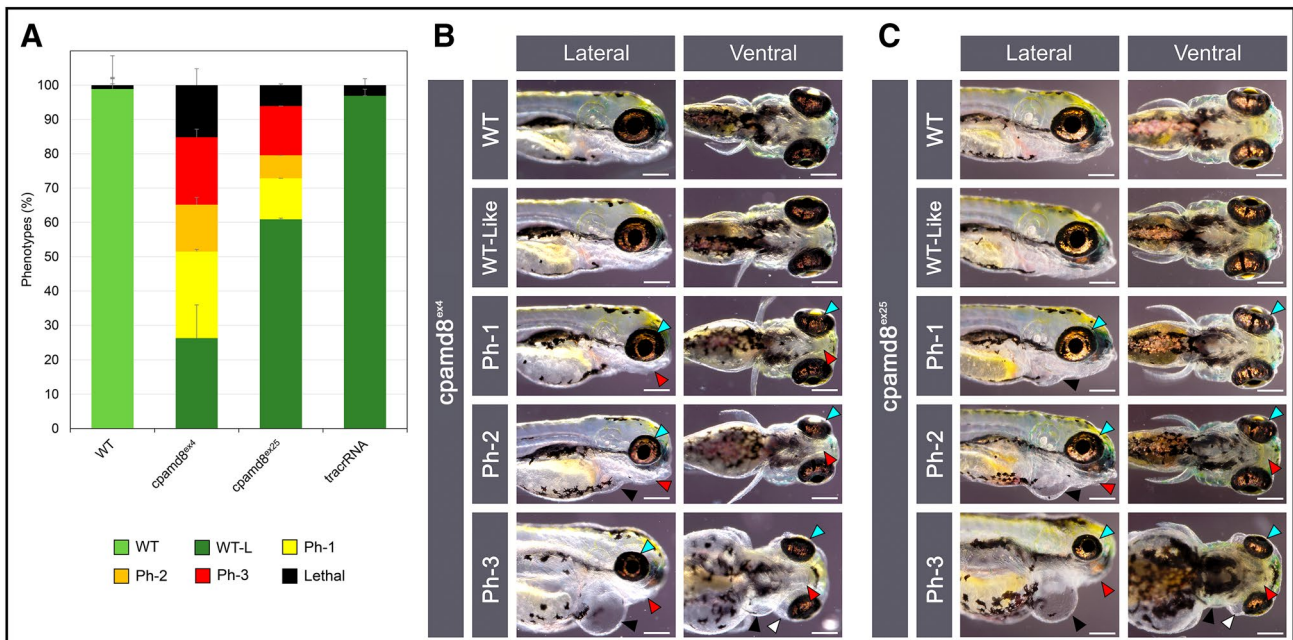 A
Phenotypes (%)
100
90
80
70
60
50
40
30
20
10
0
WT
cpamd8ex4
cpamd8ex25
tracrRNA
WT
WT-L
Ph-1
Ph-2
Ph-3
Lethal
B
Lateral
Ventral
cpamd8ex4
WT
WT-Like
Ph-1
Ph-2
Ph-3
C
Lateral
Ventral
cpamd8ex25
WT
WT-Like
Ph-1
Ph-2
Ph-3